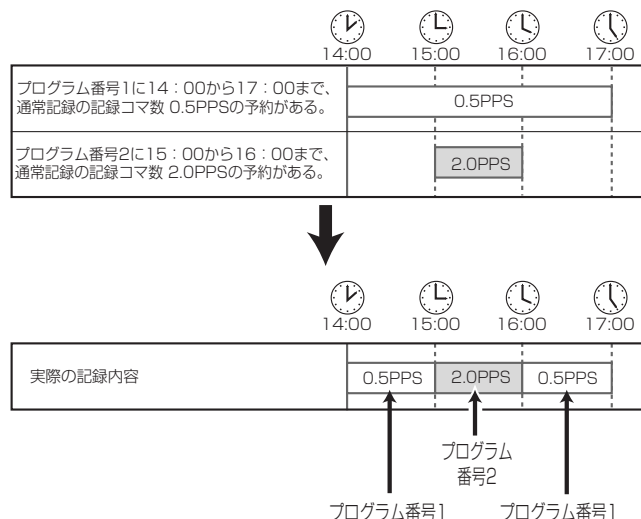 14:00 15:00 16:00 17:00
プログラム番号1に14：00から17：00まで、
通常記録の記録コマ数 0.5PPSの予約がある。
0.5PPS
プログラム番号2に15：00から16：00まで、
通常記録の記録コマ数 2.0PPSの予約がある。
2.0PPS
14:00 15:00 16:00 17:00
実際の記録内容
0.5PPS 2.0PPS 0.5PPS
プログラム
番号2
プログラム番号1 プログラム番号1